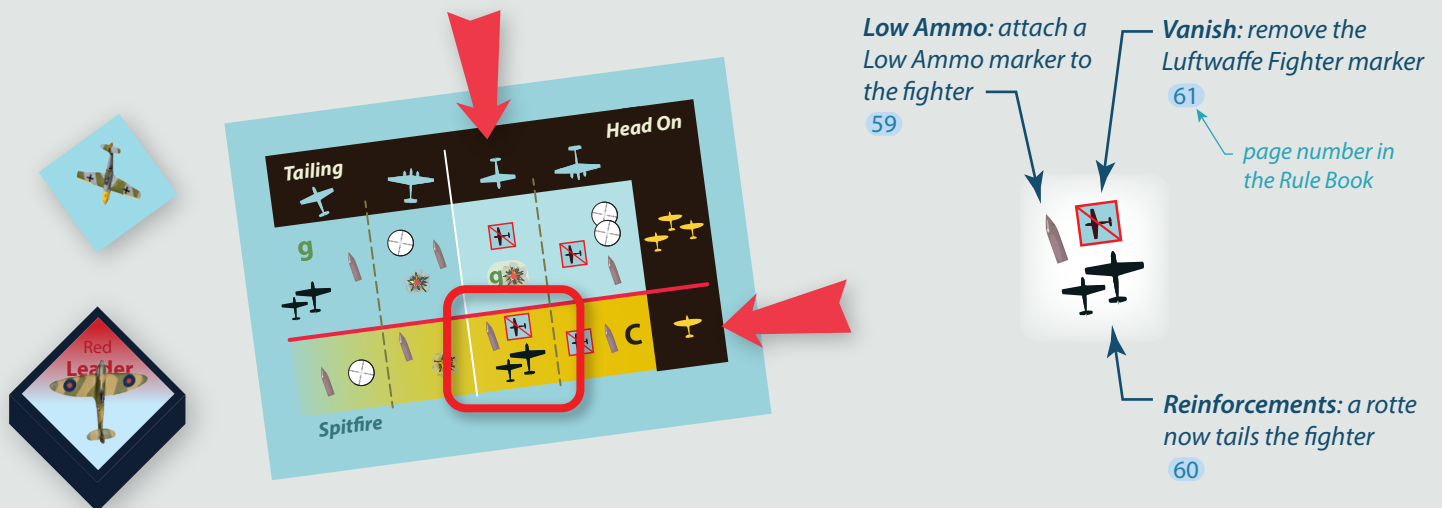 Low Ammo: attach a
Low Ammo marker to
the fighter
59
Vanish: remove the
Luftwaffe Fighter marker
61
page number in
the Rule Book
Tailing
Head On
g
g
C
Spitfire
Red
Leader
Reinforcements: a rotte
now tails the fighter
60